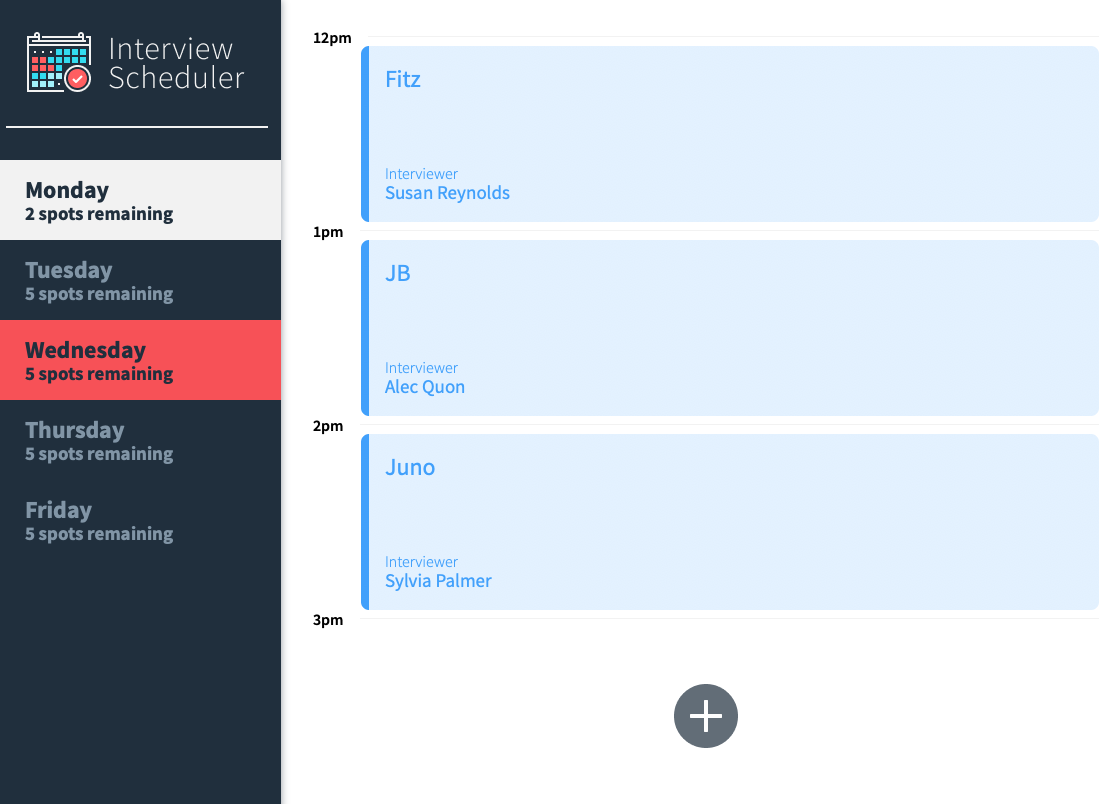 Interview
Scheduler
Monday
2 spots remaining
Tuesday
5 spots remaining
Wednesday
5 spots remaining
Thursday
5 spots remaining
Friday
5 spots remaining
12pm
Fitz
Interviewer
Susan Reynolds
1pm
JB
Interviewer
Alec Quon
2pm
Juno
Interviewer
Sylvia Palmer
3pm